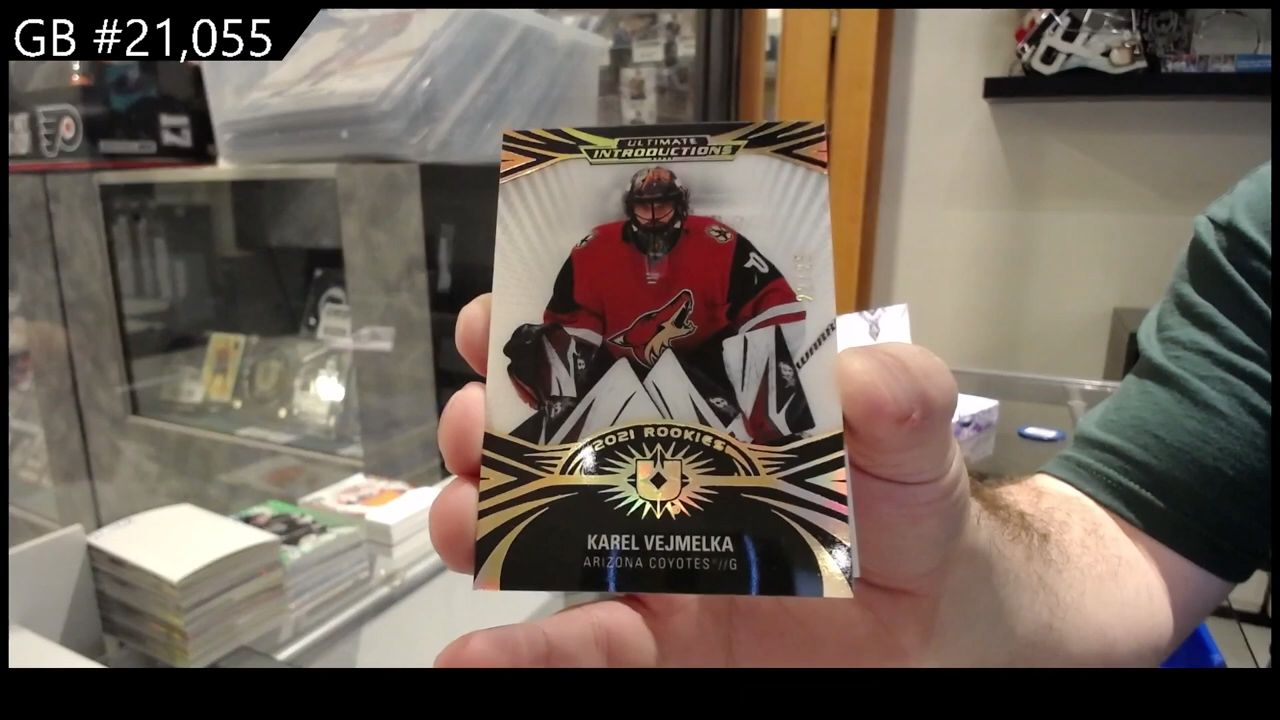 GB #21,055
ULTIMATE
INTRODUCTIONS
2021 ROOKIES
KAREL VEJMELKA
ARIZONA COYOTES //G